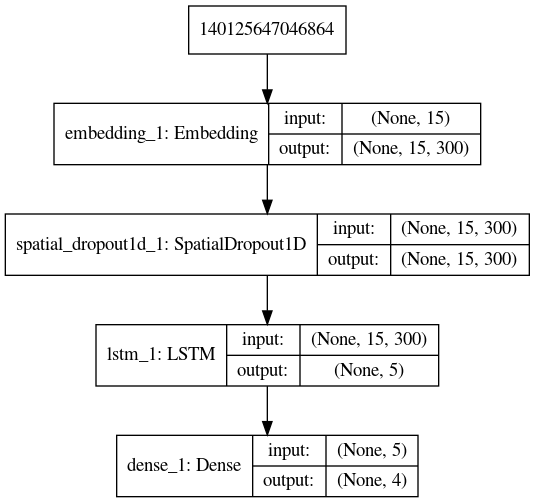 140125647046864
embedding_1: Embedding
input: (None, 15)
output: (None, 15, 300)
spatial_dropout1d_1: SpatialDropout1D
input: (None, 15, 300)
output: (None, 15, 300)
lstm_1: LSTM
input: (None, 15, 300)
output: (None, 5)
dense_1: Dense
input: (None, 5)
output: (None, 4)